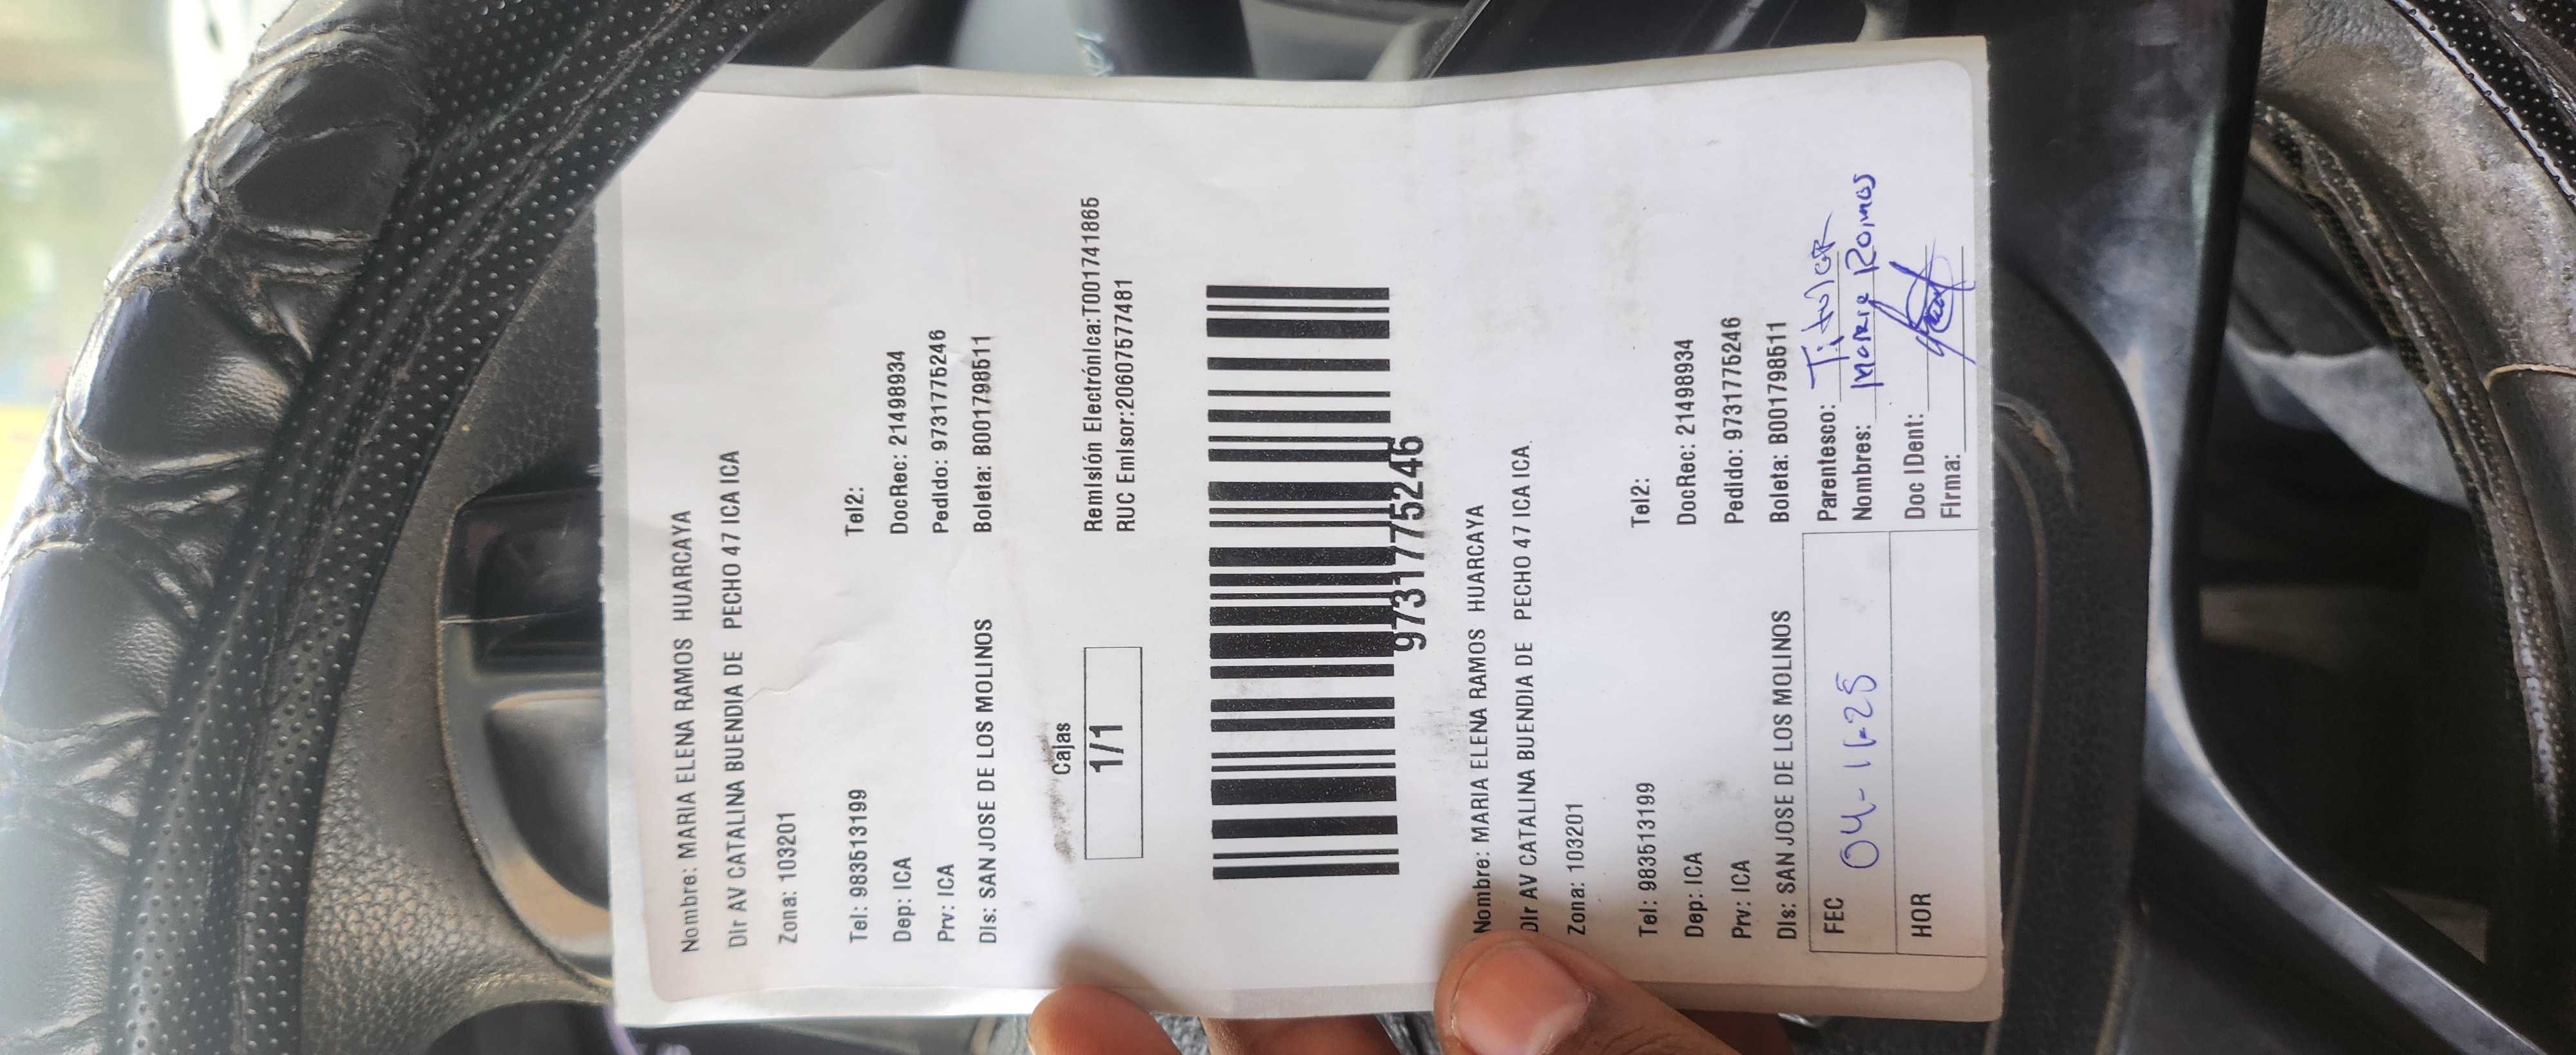 Nombre: MARIA ELENA RAMOS HUARCAYA
Dir AV CATALINA BUENDIA DE PECHO 47 ICA ICA
Zona: 103201
Tel: 983513199 Tel2:
Dep: ICA DocRec: 21498934
Prv: ICA Pedido: 97317775246
Dis: SAN JOSE DE LOS MOLINOS Boleta: B001798511
Cajas
1/1
Remisión Electrónica:T001741865
RUC Emisor:20607577481
97317775246
Nombre: MARIA ELENA RAMOS HUARCAYA
Dir AV CATALINA BUENDIA DE PECHO 47 ICA ICA
Zona: 103201
Tel: 983513199 Tel2:
Dep: ICA DocRec: 21498934
Prv: ICA Pedido: 97317775246
Dis: SAN JOSE DE LOS MOLINOS Boleta: B001798511
FEC 04-11-25
HOR
Parentesco: Titular
Nombres: Maria Ramos
Doc IDent:
Firma: